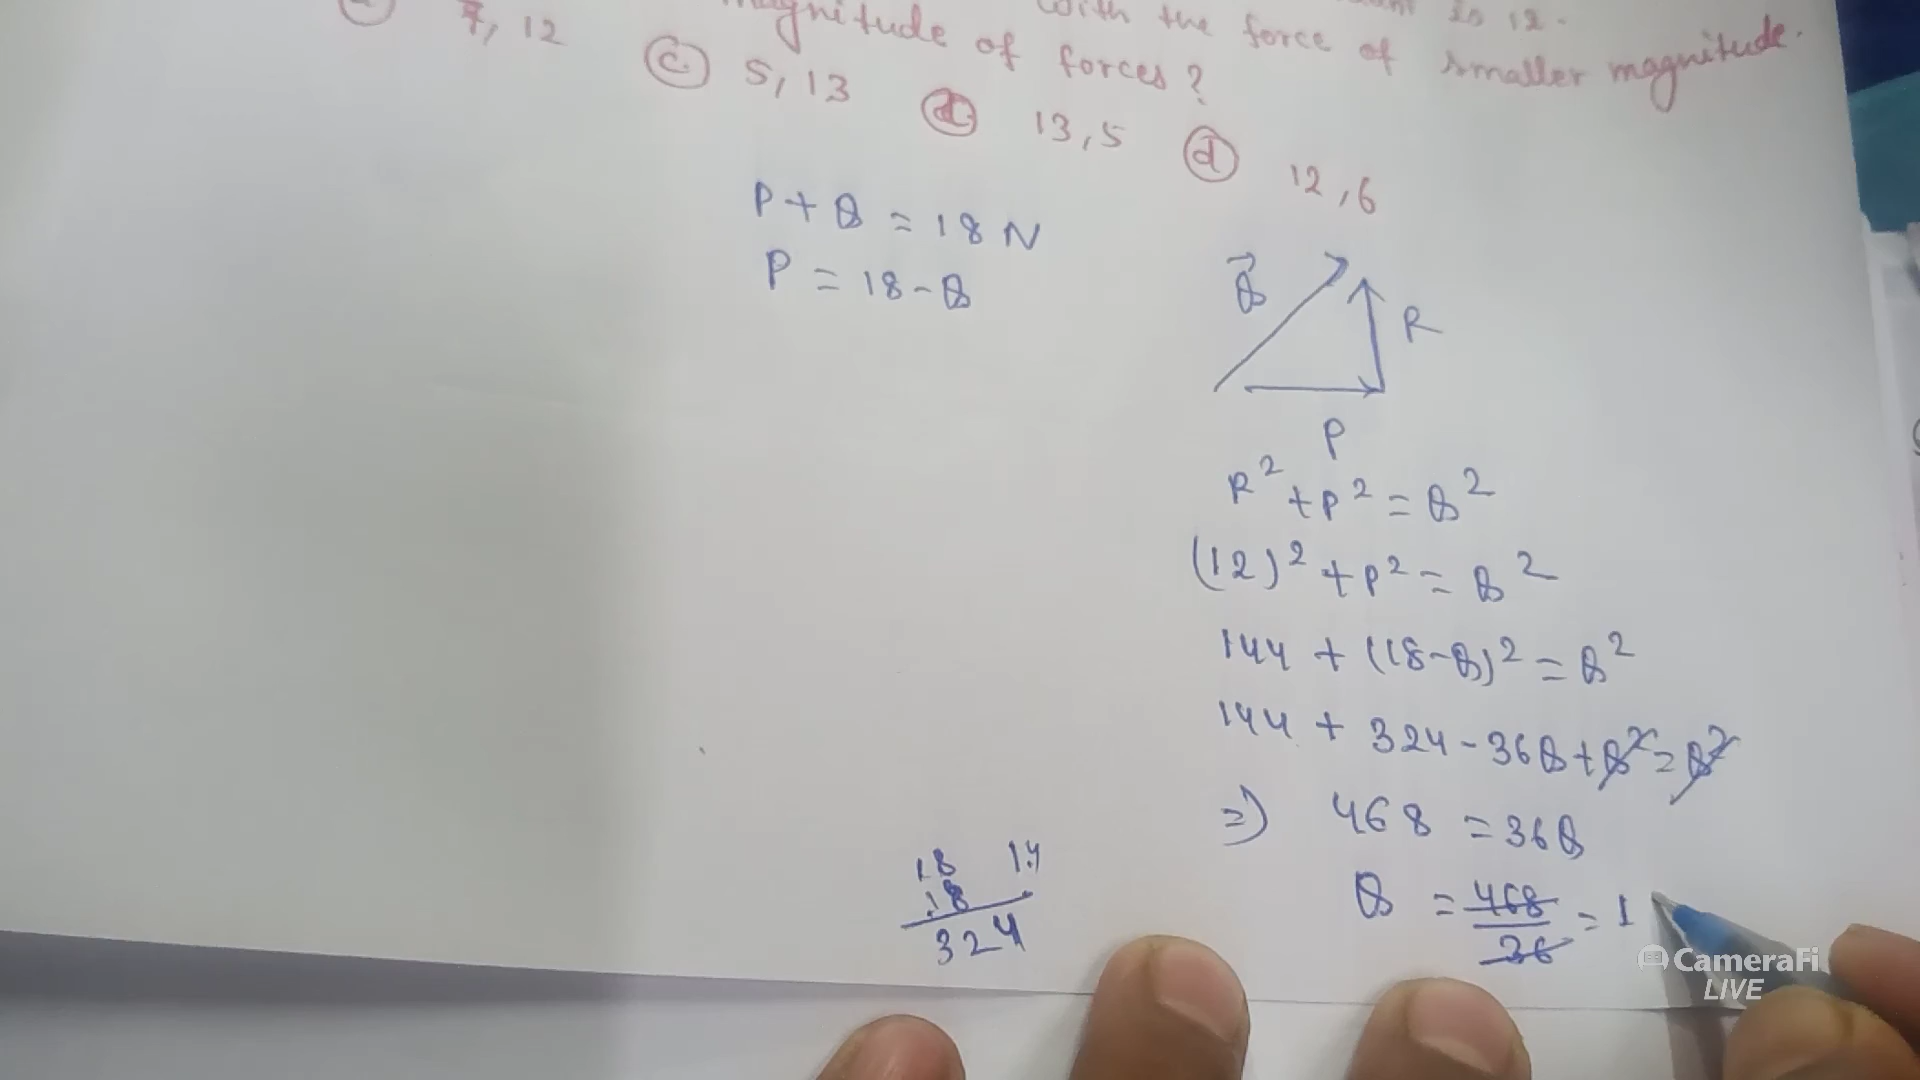 is 12.
with the force of smaller magnitude.
magnitude of forces?
7, 12 (c) 5, 13 13, 5 (d) 12, 6
P + Q = 18 N
P = 18 - Q
Q R
P
R² + P² = Q²
(12)² + P² = Q²
144 + (18-Q)² = Q²
144 + 324 - 36Q + Q² = Q²
=) 468 = 36Q
Q = 468/36 = 1
18 14
18
324
CameraFi
LIVE